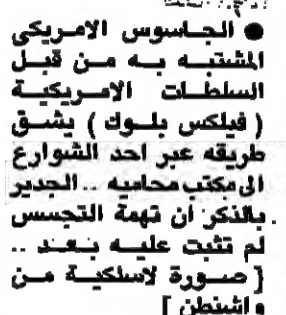 ● الجاسوس الامريكي
المشتبه به من قبل
السلطات الامريكية
( فيلكس بلوك ) يشق
طريقه عبر احد الشوارع
الى مكتب محاميه .. الجدير
بالذكر ان تهمة التجسس
لم تثبت عليه بعد ..
[ صورة لاسلكية من
واشنطن ]